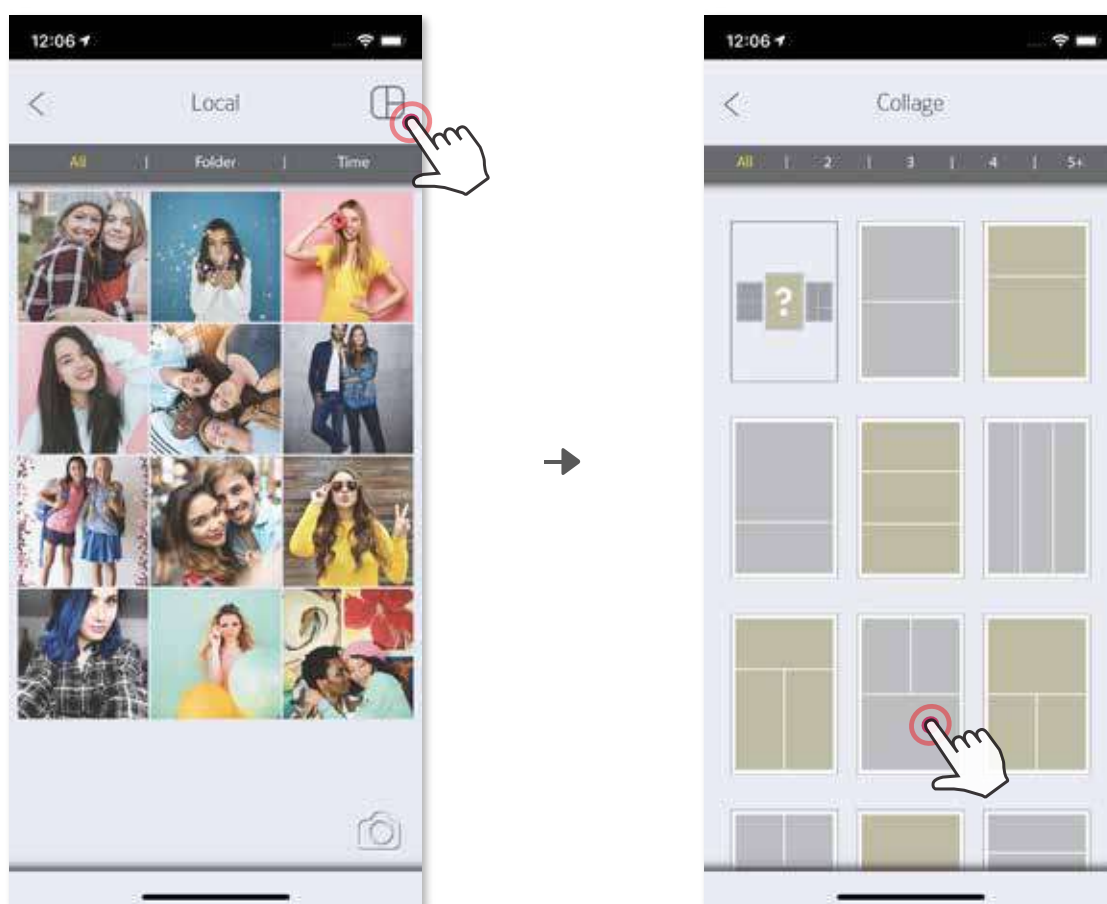 12:06
Local
All | Folder | Time
12:06
Collage
All | 2 | 3 | 4 | 5+
?